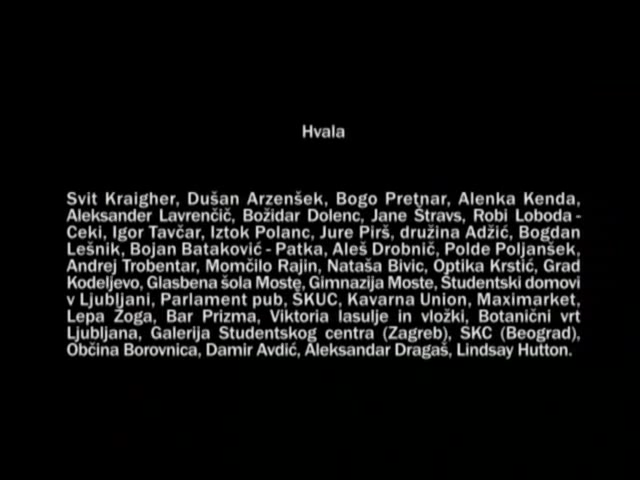 Hvala
Svit Kraigher, Dušan Arzenšek, Bogo Pretnar, Alenka Kenda,
Aleksander Lavrenčič, Božidar Dolenc, Jane Štravs, Robi Loboda -
Ceki, Igor Tavčar, Iztok Polanc, Jure Pirš, družina Adžić, Bogdan
Lešnik, Bojan Bataković - Patka, Aleš Drobnič, Polde Poljanšek,
Andrej Trobentar, Momčilo Rajin, Nataša Bivic, Optika Krstić, Grad
Kodeljevo, Glasbena šola Moste, Gimnazija Moste, Študentski domovi
v Ljubljani, Parlament pub, ŠKUC, Kavarna Union, Maximarket,
Lepa Žoga, Bar Prizma, Viktoria lasulje in vložki, Botanični vrt
Ljubljana, Galerija Studentskog centra (Zagreb), SKC (Beograd),
Občina Borovnica, Damir Avdić, Aleksandar Dragaš, Lindsay Hutton.